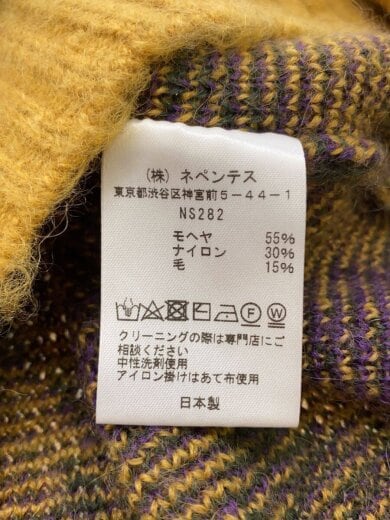 (株) ネペンテス
東京都渋谷区神宮前5-44-1
NS282
モヘヤ 55%
ナイロン 30%
毛 15%
クリーニングの際は専門店にご
相談ください
中性洗剤使用
アイロン掛けはあて布使用
日本製